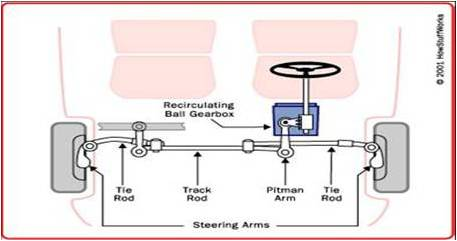 © 2001 HowStuffWorks
Recirculating
Ball Gearbox
Tie
Rod
Track
Rod
Pitman
Arm
Tie
Rod
Steering Arms